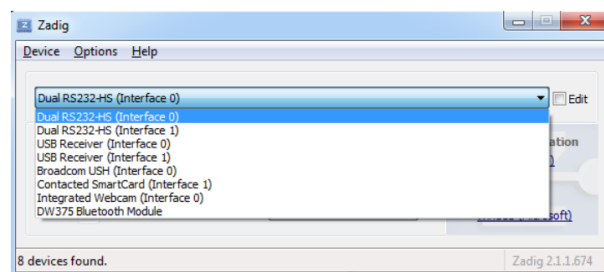 Zadig
Device Options Help
Dual RS232-HS (Interface 0)
Edit
Dual RS232-HS (Interface 0)
Dual RS232-HS (Interface 1)
USB Receiver (Interface 0)
USB Receiver (Interface 1)
Broadcom USH (Interface 0)
Contacted SmartCard (Interface 1)
Integrated Webcam (Interface 0)
DW375 Bluetooth Module
8 devices found.
Zadig 2.1.1.674